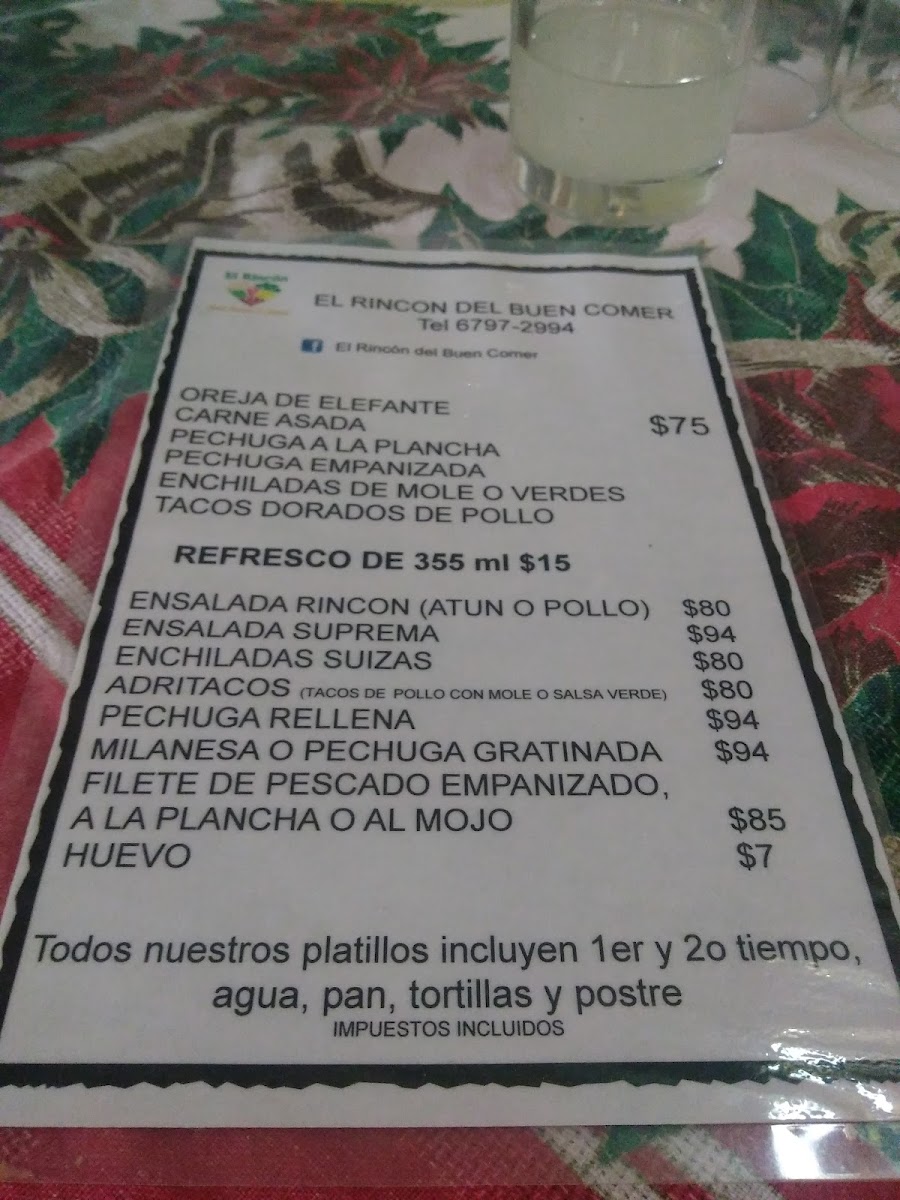 El Rincón
EL RINCON DEL BUEN COMER
Tel 6797-2994
El Rincón del Buen Comer
OREJA DE ELEFANTE
CARNE ASADA $75
PECHUGA A LA PLANCHA
PECHUGA EMPANIZADA
ENCHILADAS DE MOLE O VERDES
TACOS DORADOS DE POLLO
REFRESCO DE 355 ml $15
ENSALADA RINCON (ATUN O POLLO) $80
ENSALADA SUPREMA $94
ENCHILADAS SUIZAS $80
ADRITACOS (TACOS DE POLLO CON MOLE O SALSA VERDE) $80
PECHUGA RELLENA $94
MILANESA O PECHUGA GRATINADA $94
FILETE DE PESCADO EMPANIZADO,
A LA PLANCHA O AL MOJO $85
HUEVO $7
Todos nuestros platillos incluyen 1er y 2o tiempo,
agua, pan, tortillas y postre
IMPUESTOS INCLUIDOS